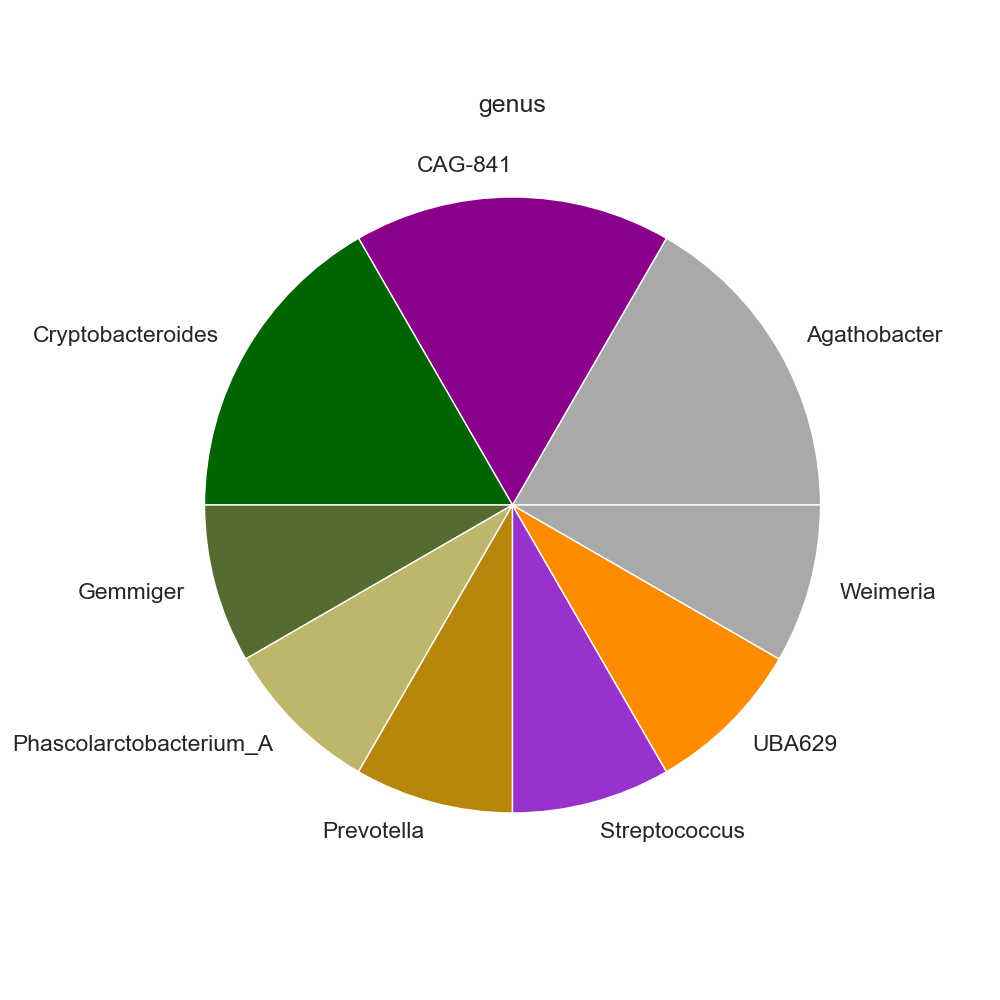 genus
CAG-841
Cryptobacteroides
Agathobacter
Gemmiger
Weimeria
Phascolarctobacterium_A
UBA629
Prevotella
Streptococcus